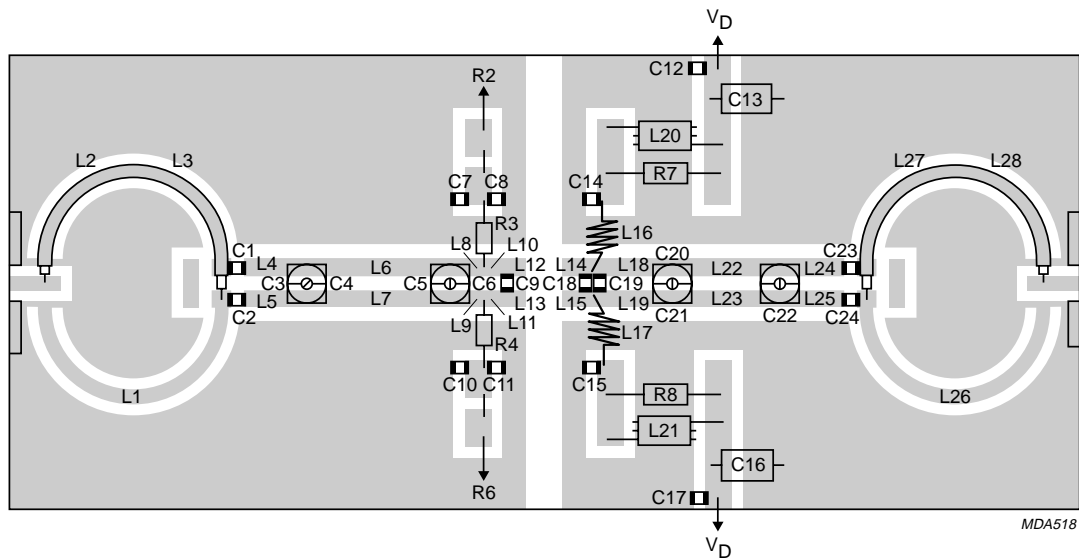 VD
C12
R2
C13
L20
L2 L3
L27 L28
R7
C7 C8
C14
R3
L16
L8 L10
C1
L4 L6 L12 L14 L18 C20 L22 L24 C23
C3 C4 C5 C6 C9 C18 C19
L5 L7 L13 L15 L19 L23 L25
C2 C21 C22 C24
L9 L11
L17
R4
C10 C11
C15
L1
R8
L26
L21
C16
R6
C17
MDA518
VD